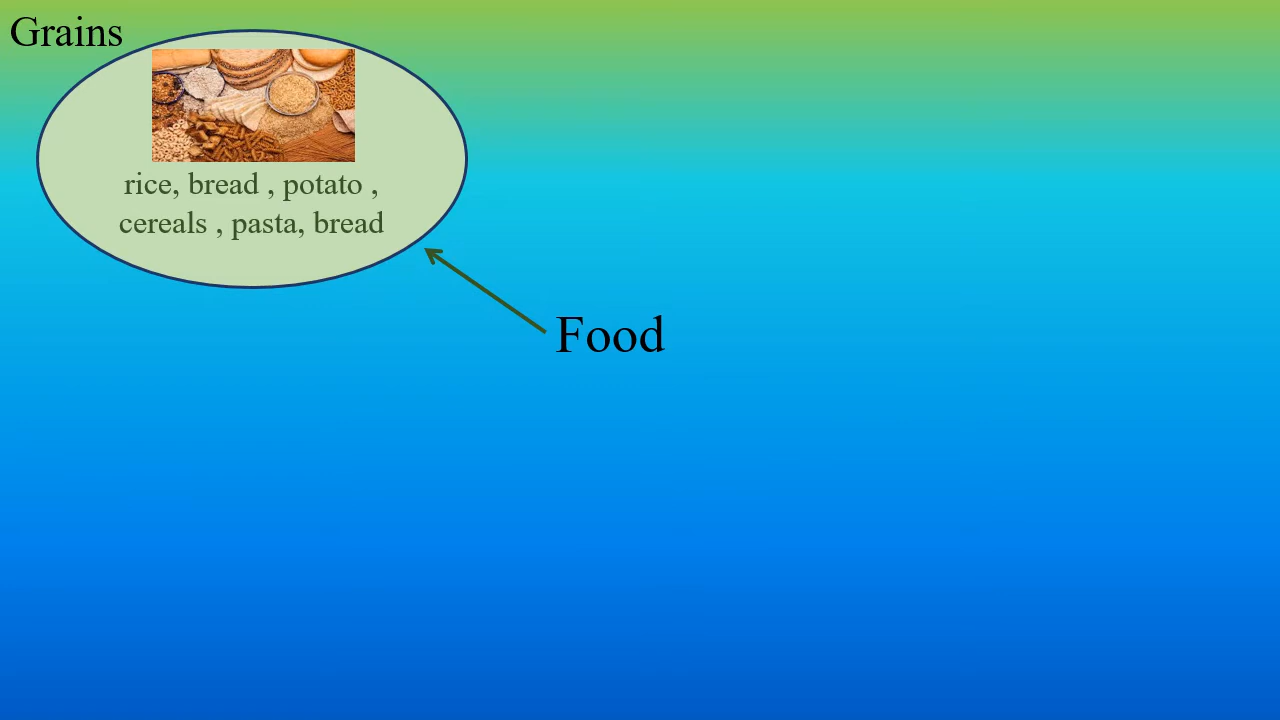 Grains
rice, bread , potato ,
cereals , pasta, bread
Food